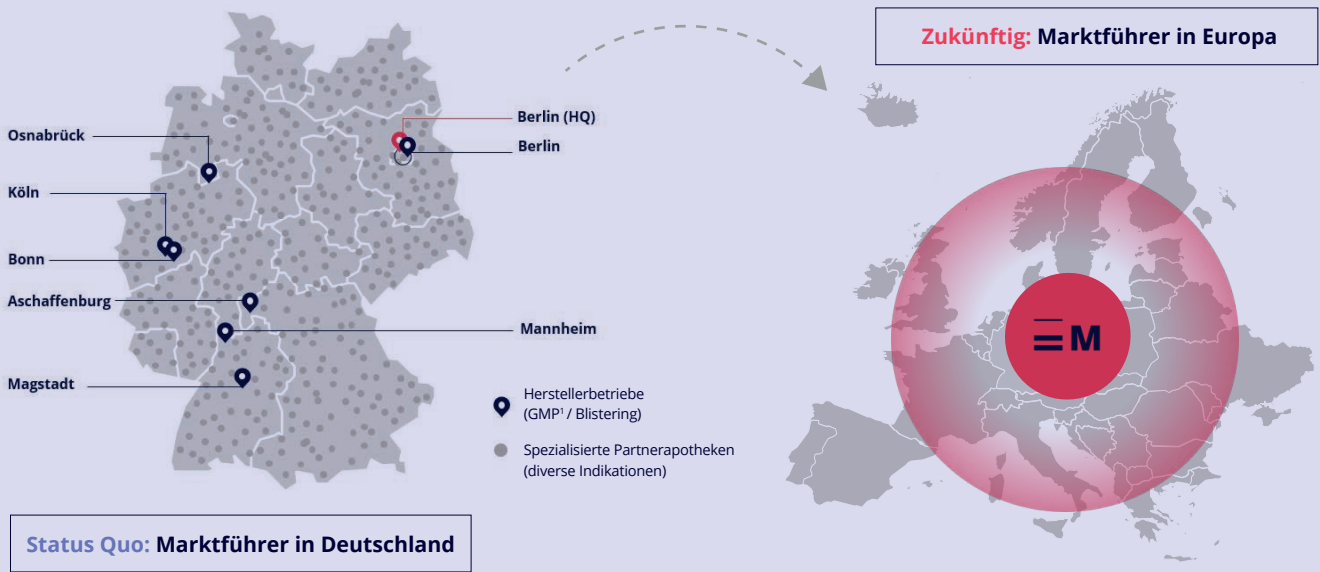 Zukünftig: Marktführer in Europa
Berlin (HQ)
Osnabrück
Berlin
Köln
Bonn
Aschaffenburg
Mannheim
Magstadt
Herstellerbetriebe
(GMP¹ / Blistering)
Spezialisierte Partnerapotheken
(diverse Indikationen)
M
Status Quo: Marktführer in Deutschland